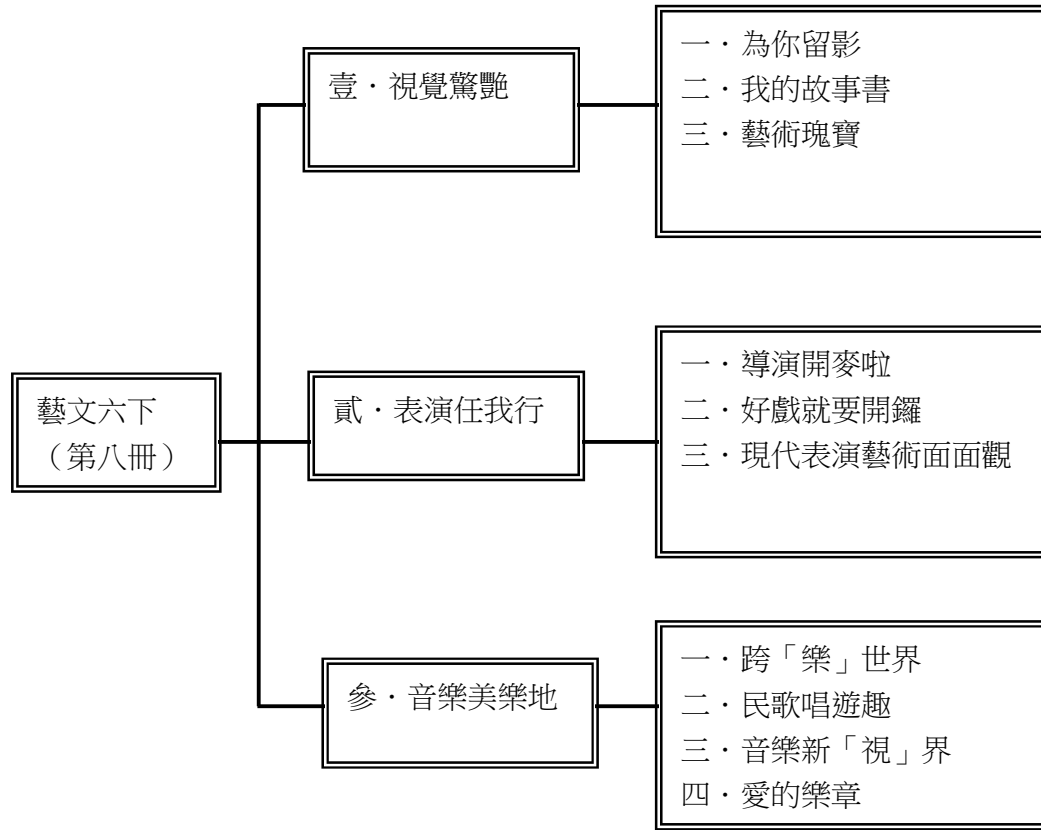 藝文六下
（第八冊）
壹．視覺驚艷
一．為你留影
二．我的故事書
三．藝術瑰寶
貳．表演任我行
一．導演開麥啦
二．好戲就要開鑼
三．現代表演藝術面面觀
參．音樂美樂地
一．跨「樂」世界
二．民歌唱遊趣
三．音樂新「視」界
四．愛的樂章